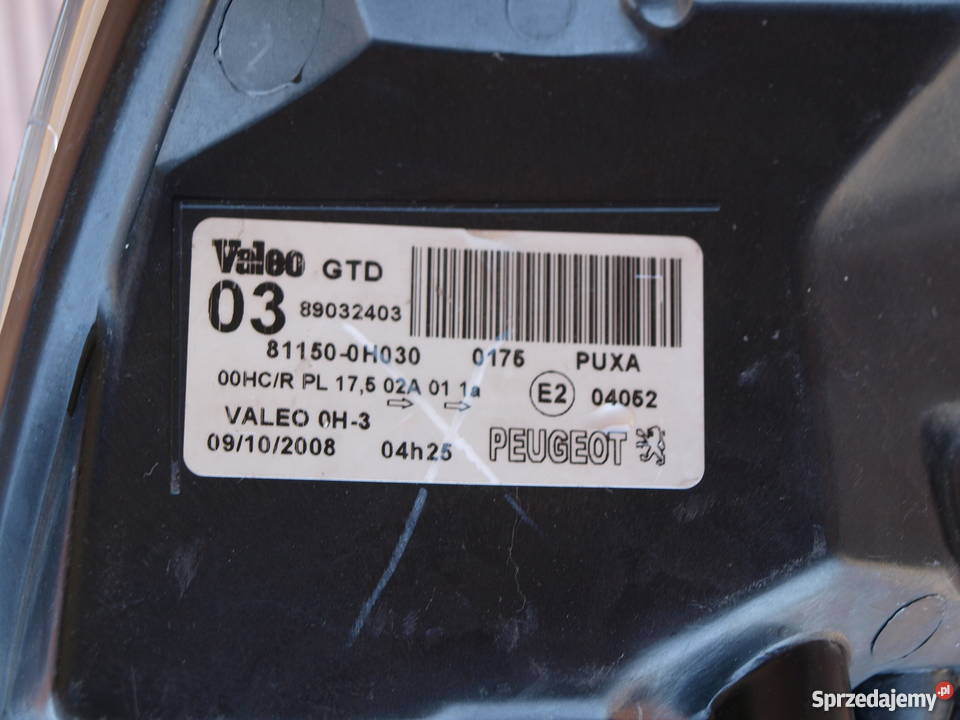 Valeo GTD
03 89032403
81150-0H030 0175 PUXA
00HC/R PL 17,5 02A 01 1a E2 04052
VALEO 0H-3
09/10/2008 04h25 PEUGEOT
Sprzedajemy.pl